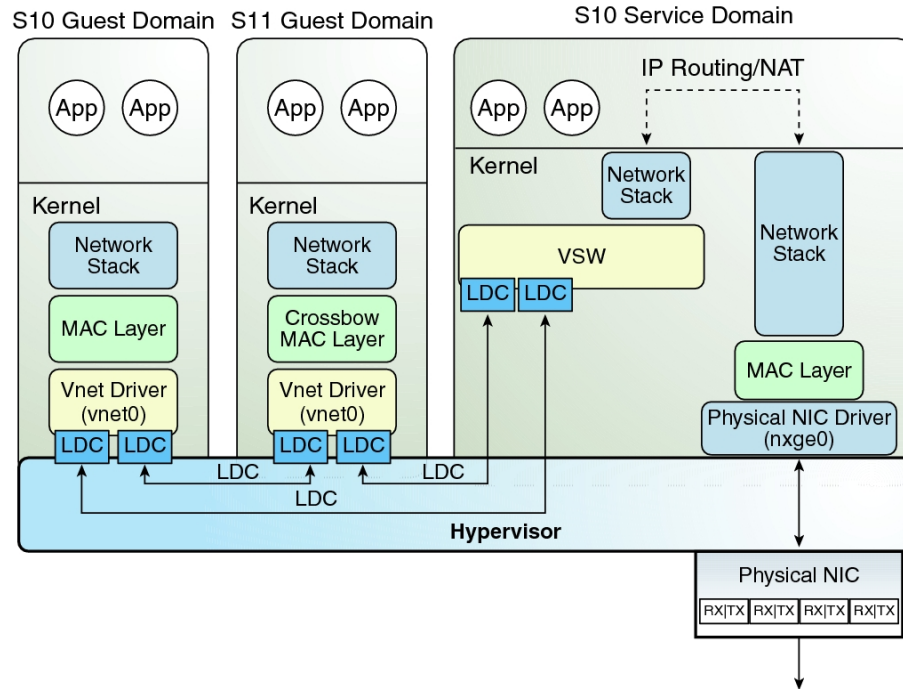 S10 Guest Domain
S11 Guest Domain
S10 Service Domain
App
App
App
App
App
App
IP Routing/NAT
Kernel
Kernel
Kernel
Network
Stack
MAC Layer
Vnet Driver
(vnet0)
LDC
LDC
Network
Stack
Crossbow
MAC Layer
Vnet Driver
(vnet0)
LDC
LDC
Network
Stack
VSW
LDC
LDC
Network
Stack
MAC Layer
Physical NIC Driver
(nxge0)
LDC
LDC
LDC
Hypervisor
Physical NIC
RX|TX
RX|TX
RX|TX
RX|TX